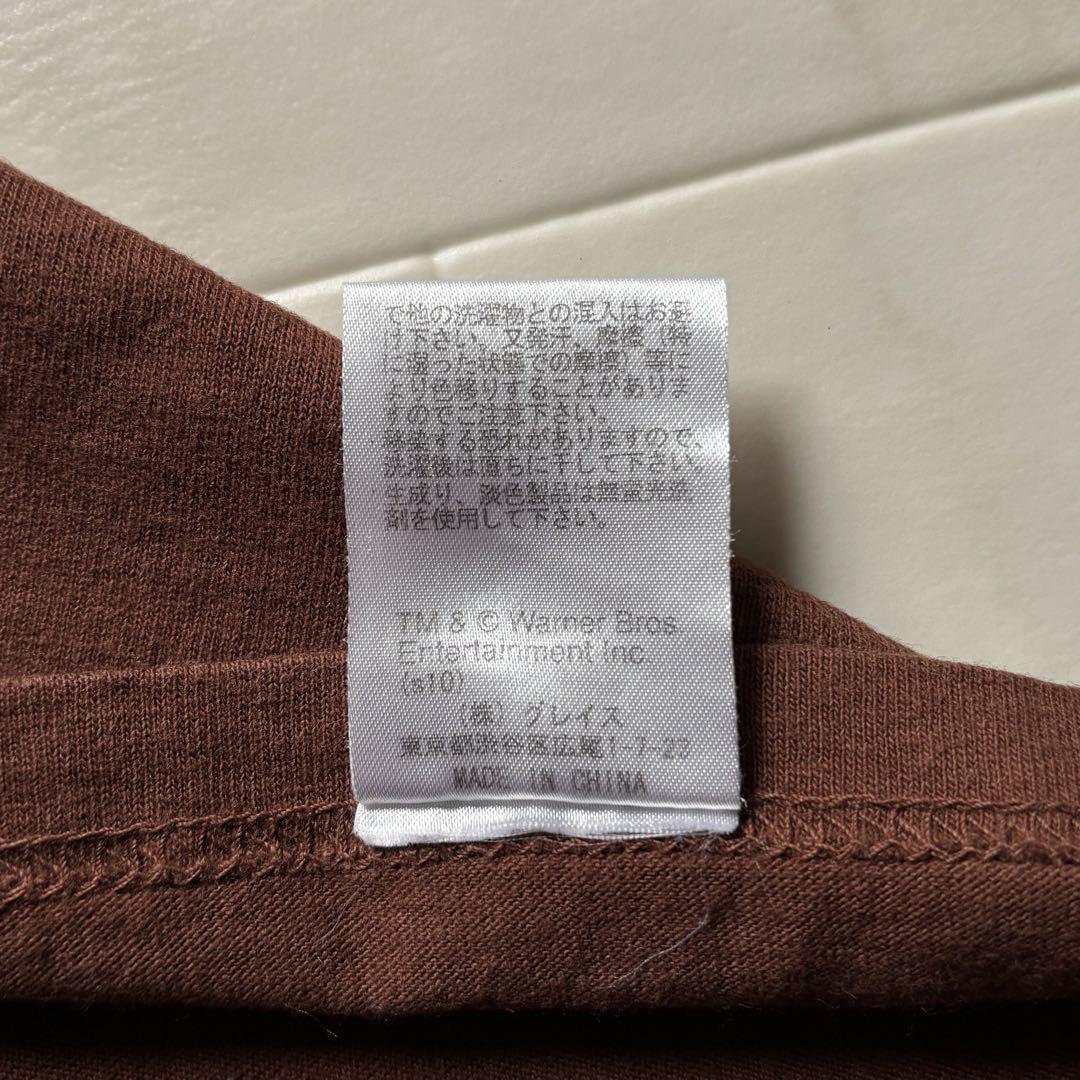 で他の洗濯物との混入はお避
け下さい。又発汗、摩擦（特
に湿った状態での摩擦）等に
より色移りすることがありま
すのでご注意下さい。
移染する恐れがありますので、
洗濯後は直ちに干して下さい。
生成り、淡色製品は無蛍光洗
剤を使用して下さい。
TM & © Warner Bros
Entertainment Inc.
(s10)
（株）グレイス
東京都渋谷区広尾1-7-23
MADE IN CHINA